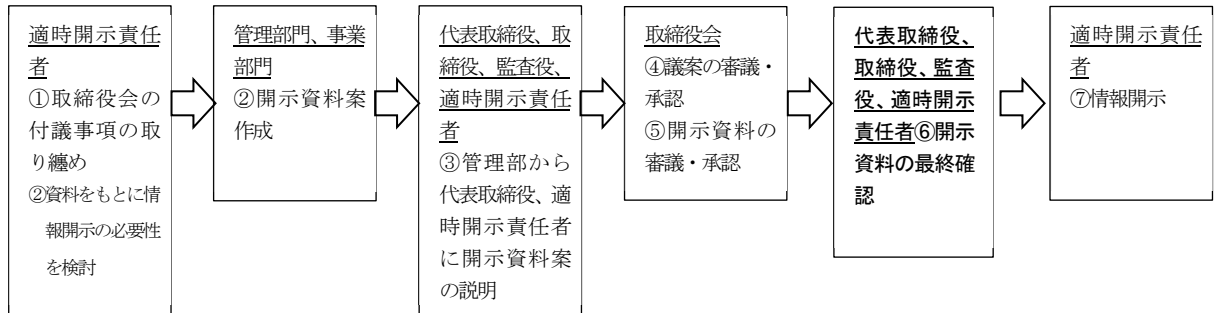 適時開示責任
者
①取締役会の
付議事項の取
り纏め
②資料をもとに情
報開示の必要性
を検討
管理部門、事業
部門
②開示資料案
作成
代表取締役、取
締役、監査役、
適時開示責任
者
③管理部から
代表取締役、適
時開示責任者
に開示資料案
の説明
取締役会
④議案の審議・
承認
⑤開示資料の
審議・承認
代表取締役、
取締役、監査
役、適時開示
責任者⑥開示
資料の最終確
認
適時開示責任
者
⑦情報開示